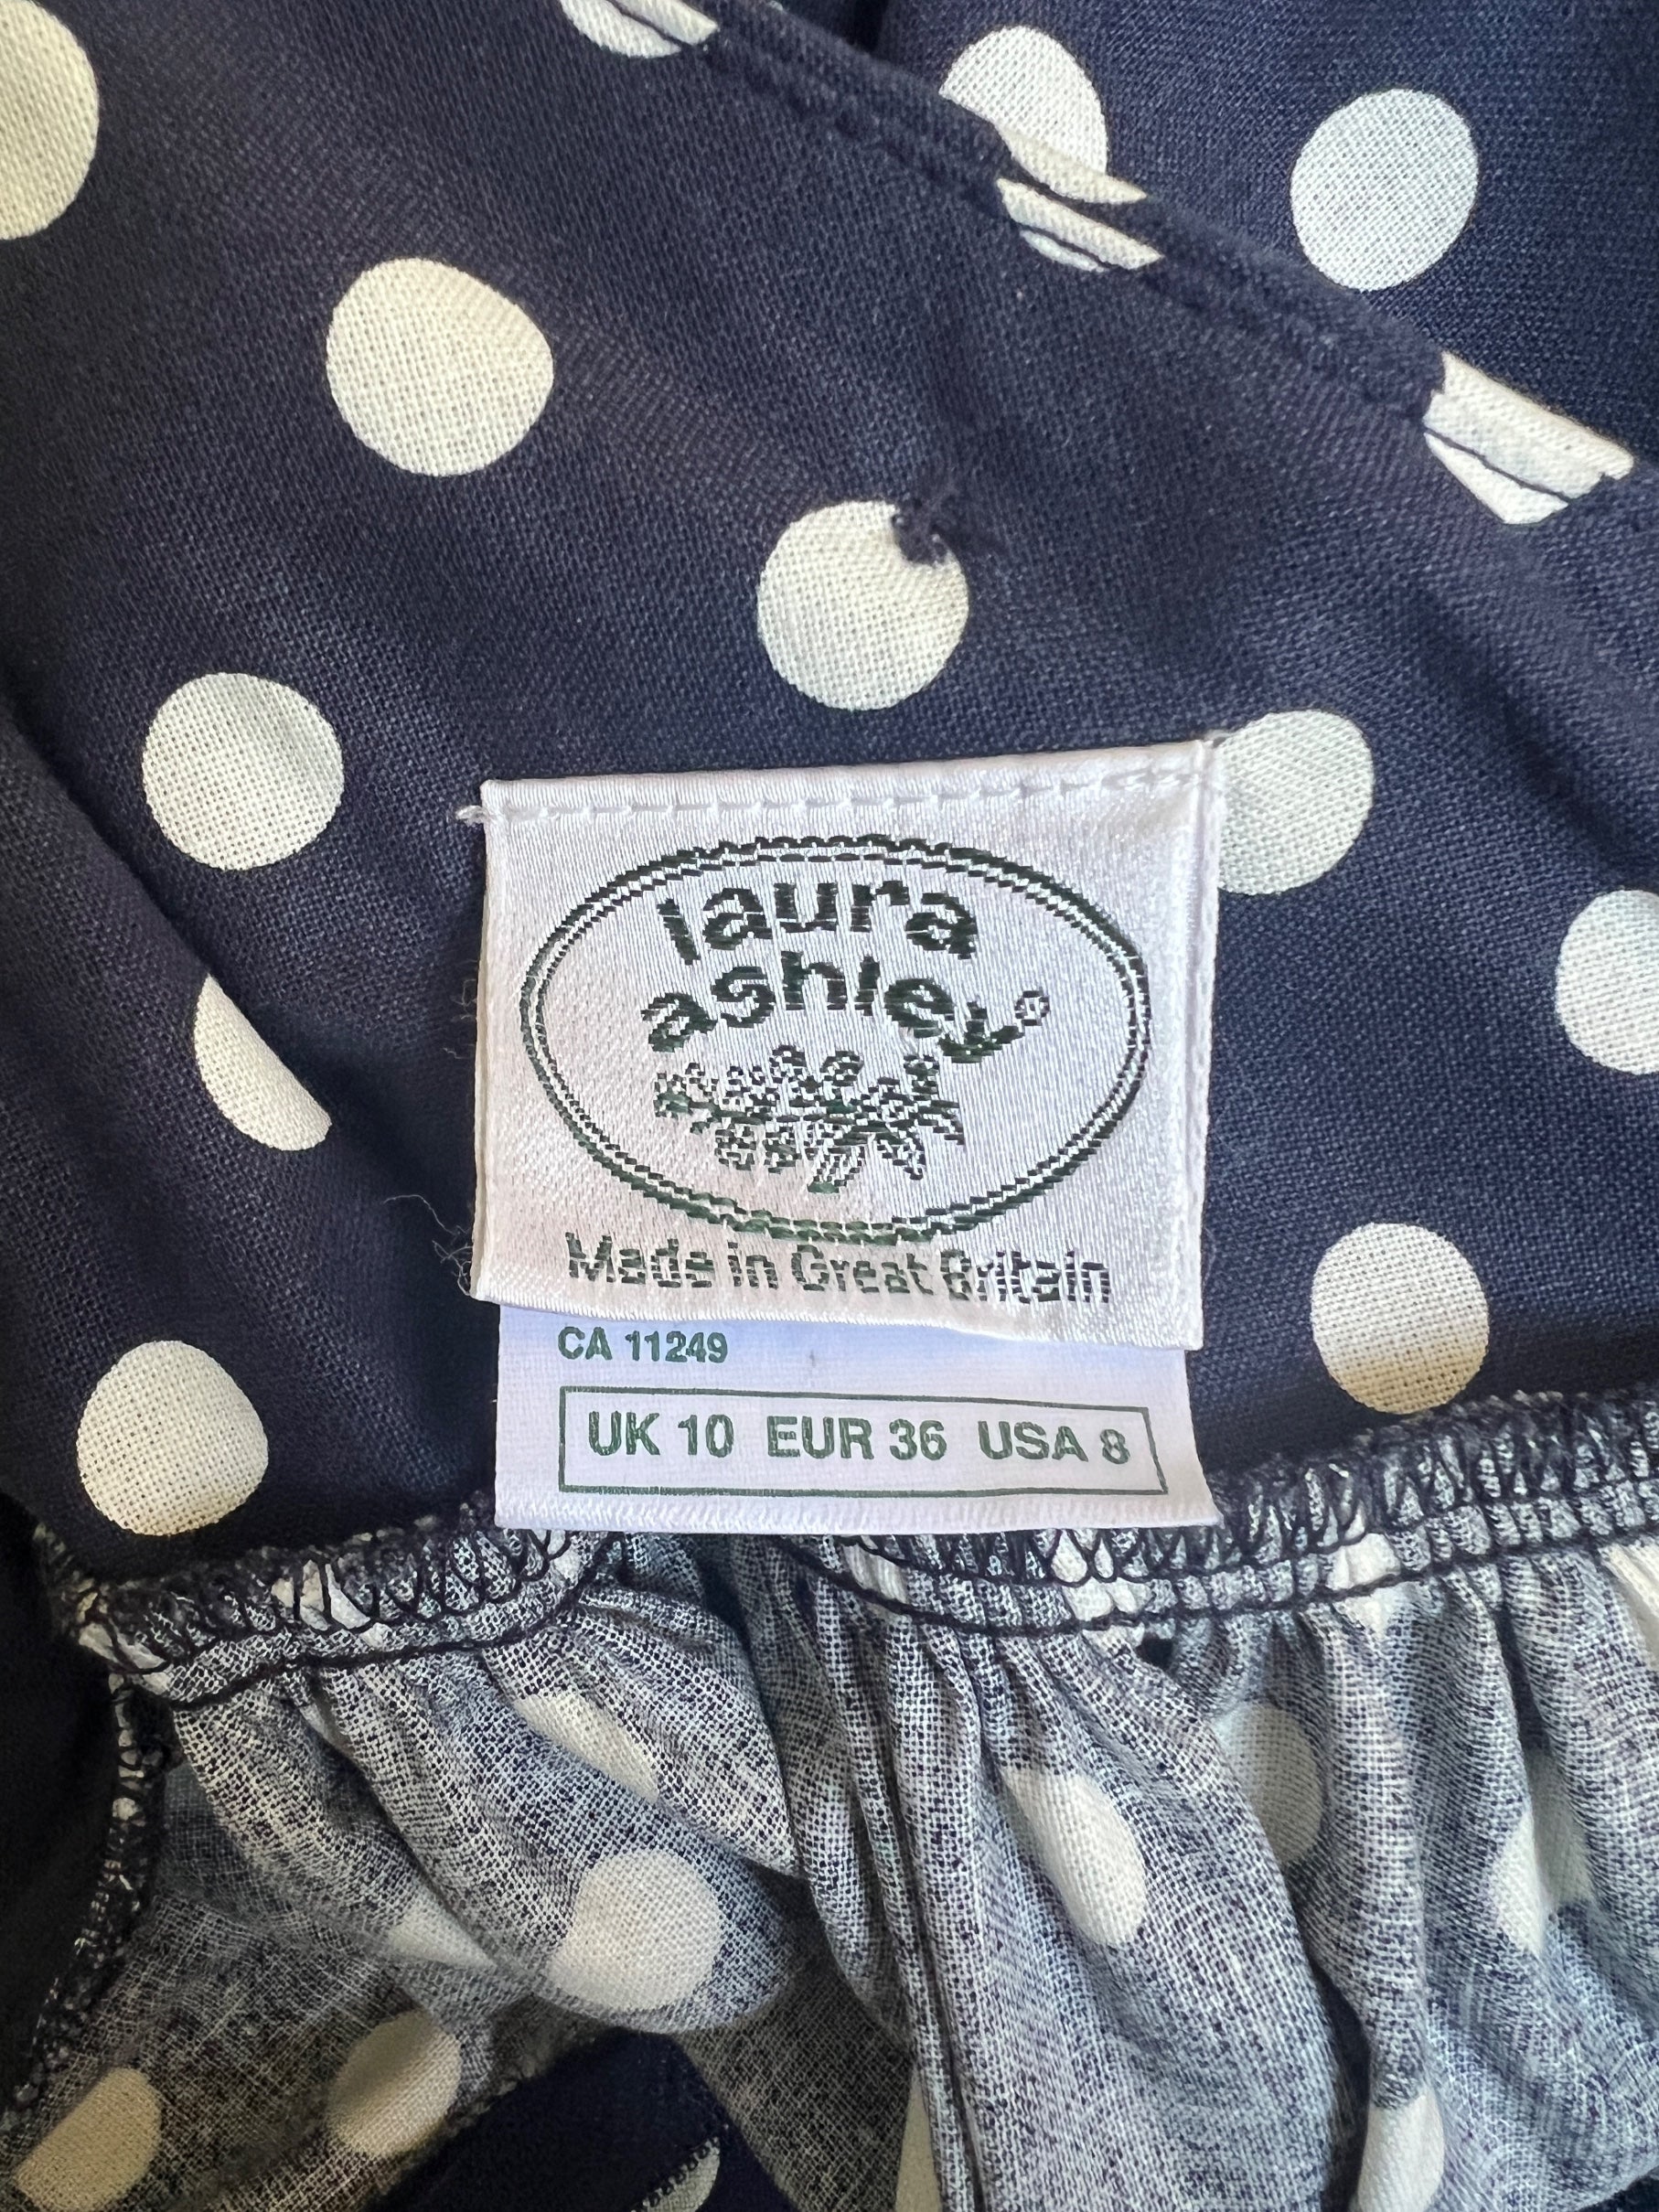 laura
ashley®
Made in Great Britain
CA 11249
UK 10 EUR 36 USA 8